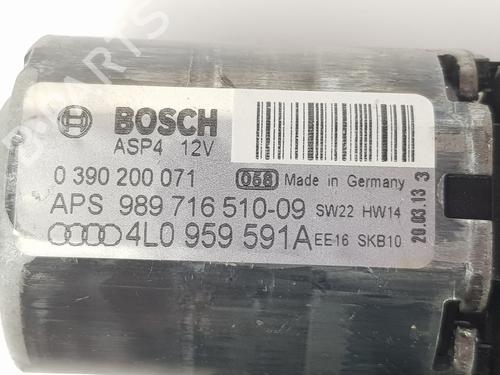 BOSCH
ASP4 12V
0 390 200 071 058 Made in Germany
APS 989 716 510-09 SW22 HW14
4L0 959 591A EE16 SKB10
20.03.13 3